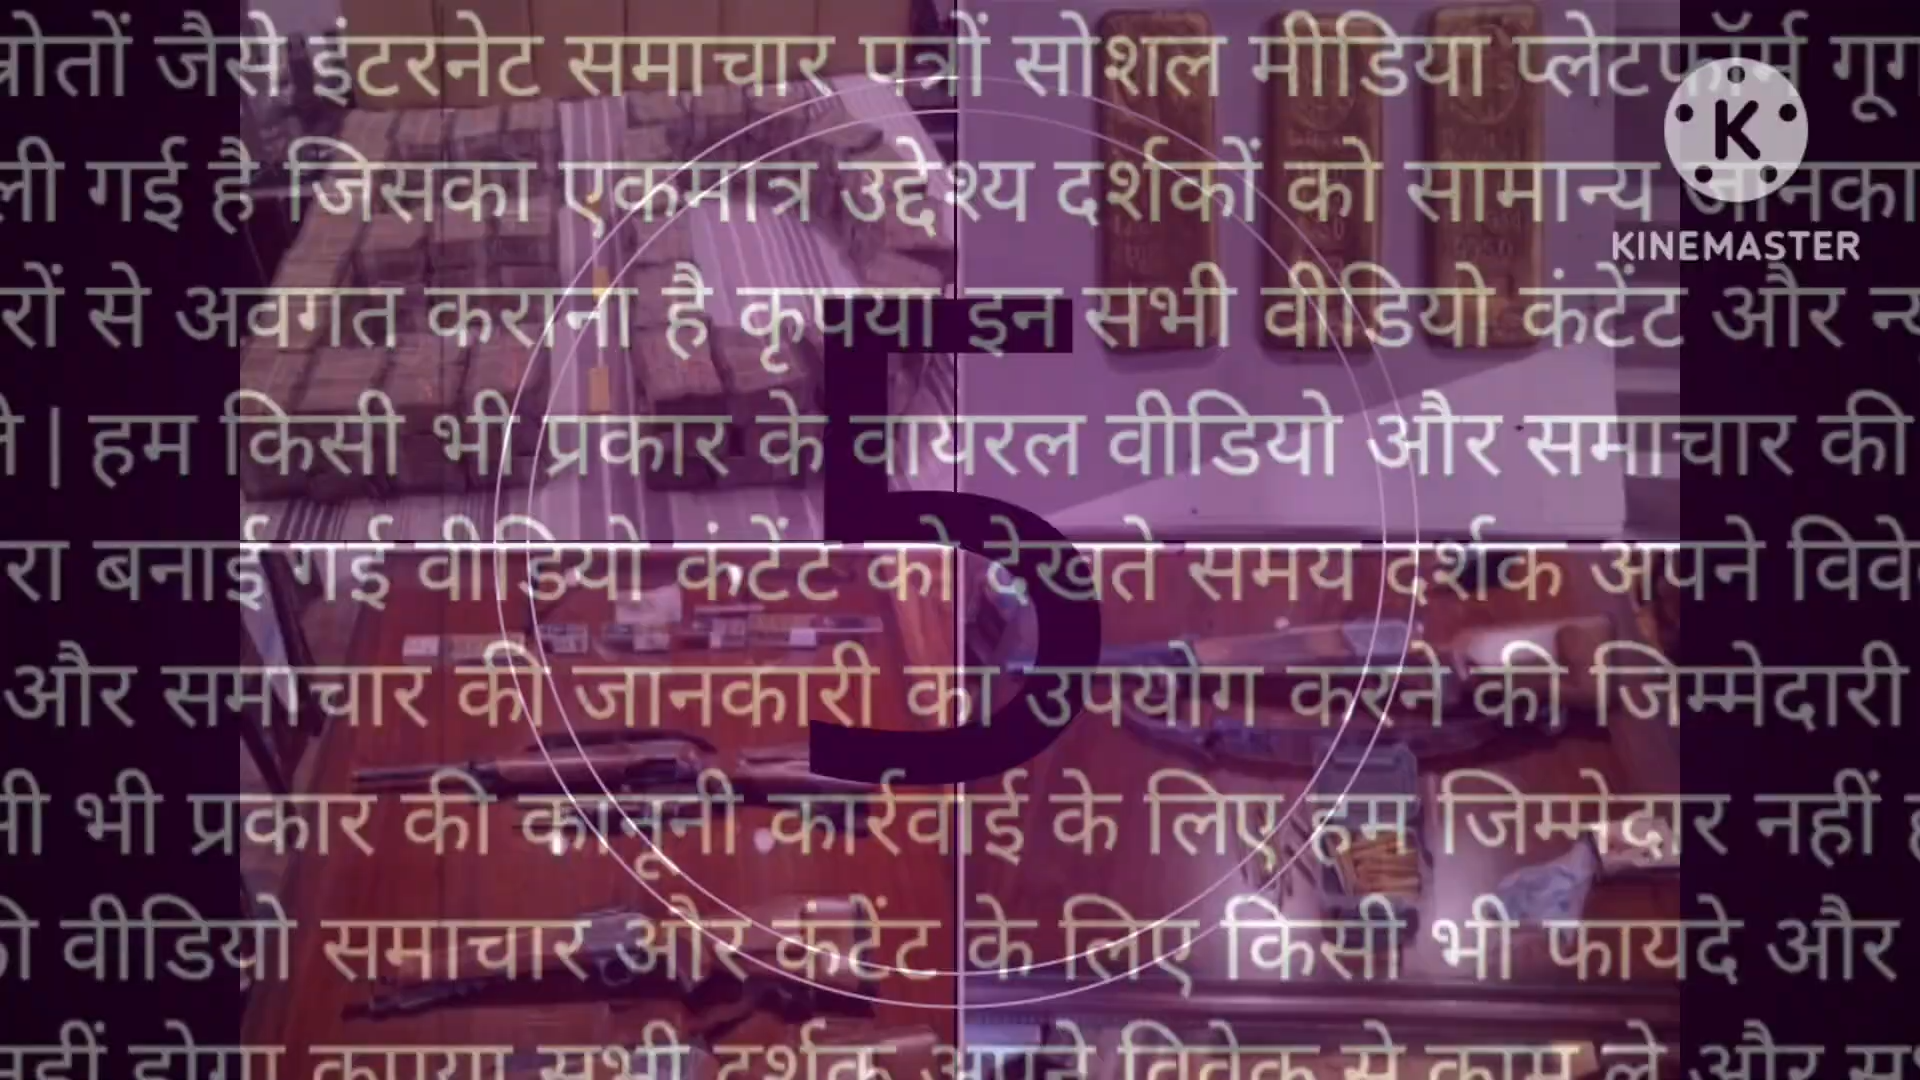 जैसे इंटरनेट समाचार पत्रों सोशल मीडिया प्लेटफॉर्म
गई है जिसका एकमात्र उद्देश्य दर्शकों को सामान्य
से अवगत कराना है कृपया इन सभी वीडियो कंटेंट और
| हम किसी भी प्रकार के वायरल वीडियो और समाचार की
बनाई गई वीडियो कंटेंट को देखते समय दर्शक अपने
और समाचार की जानकारी का उपयोग करने की जिम्मेदारी
भी प्रकार की कानूनी कार्रवाई के लिए हम जिम्मेदार नहीं
वीडियो समाचार और कंटेंट के लिए किसी भी फायदे और
होगा कृपया सभी दर्शक अपने विवेक से काम ले और
5
K
KINEMASTER